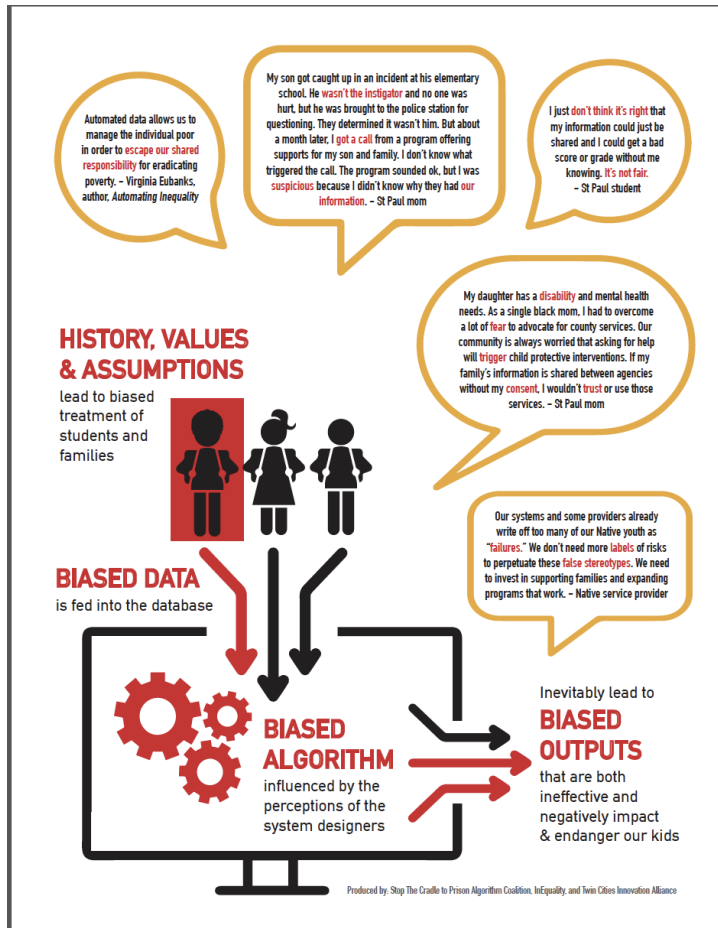 Automated data allows us to
manage the individual poor
in order to escape our shared
responsibility for eradicating
poverty. – Virginia Eubanks,
author, Automating Inequality
My son got caught up in an incident at his elementary
school. He wasn't the instigator and no one was
hurt, but he was brought to the police station for
questioning. They determined it wasn't him. But about
a month later, I got a call from a program offering
supports for my son and family. I don't know what
triggered the call. The program sounded ok, but I was
suspicious because I didn't know why they had our
information. – St Paul mom
I just don't think it's right that
my information could just be
shared and I could get a bad
score or grade without me
knowing. It's not fair.
– St Paul student
My daughter has a disability and mental health
needs. As a single black mom, I had to overcome
a lot of fear to advocate for county services. Our
community is always worried that asking for help
will trigger child protective interventions. If my
family's information is shared between agencies
without my consent, I wouldn't trust or use those
services. – St Paul mom
HISTORY, VALUES
& ASSUMPTIONS
lead to biased
treatment of
students and
families
Our systems and some providers already
write off too many of our Native youth as
"failures." We don't need more labels of risks
to perpetuate these false stereotypes. We need
to invest in supporting families and expanding
programs that work. – Native service provider
BIASED DATA
is fed into the database
BIASED
ALGORITHM
influenced by the
perceptions of the
system designers
Inevitably lead to
BIASED
OUTPUTS
that are both
ineffective and
negatively impact
& endanger our kids
Produced by: Stop The Cradle to Prison Algorithm Coalition, InEquality, and Twin Cities Innovation Alliance